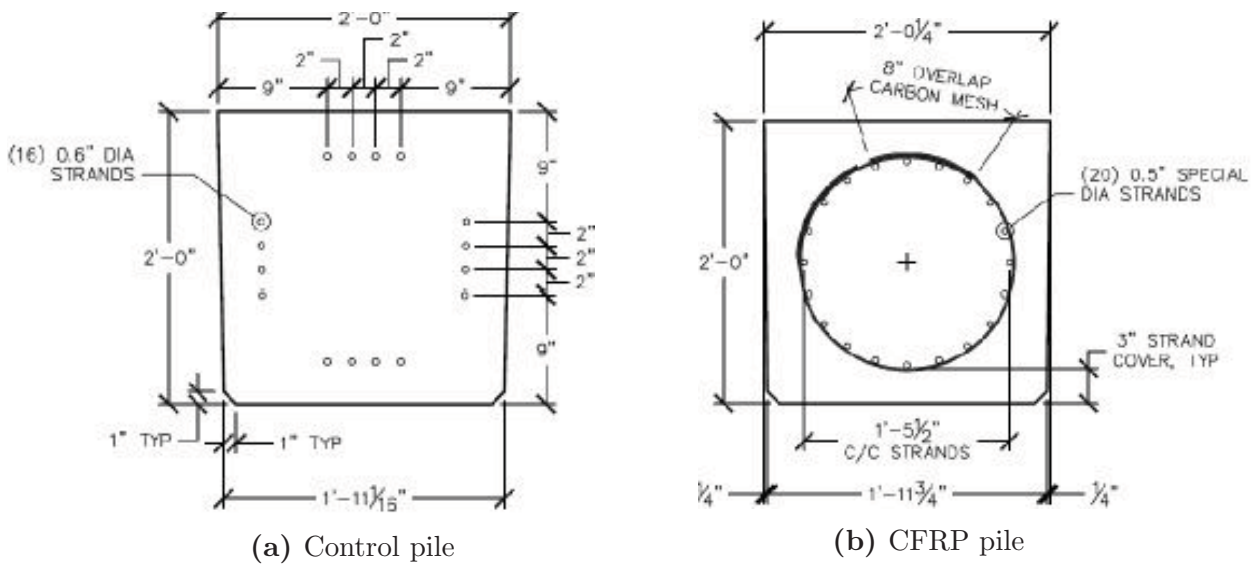 2'-0"
2"
2"
2"
9"
9"
(16) 0.6" DIA
STRANDS
2'-0"
9"
2"
2"
2"
9"
1" TYP
1" TYP
1'-11 1/16"
(a) Control pile
2'-0 1/4"
8" OVERLAP
CARBON MESH
(20) 0.5" SPECIAL
DIA STRANDS
2'-0"
3" STRAND
COVER, TYP
1'-5 1/2"
C/C STRANDS
1/4"
1'-11 3/4"
1/4"
(b) CFRP pile